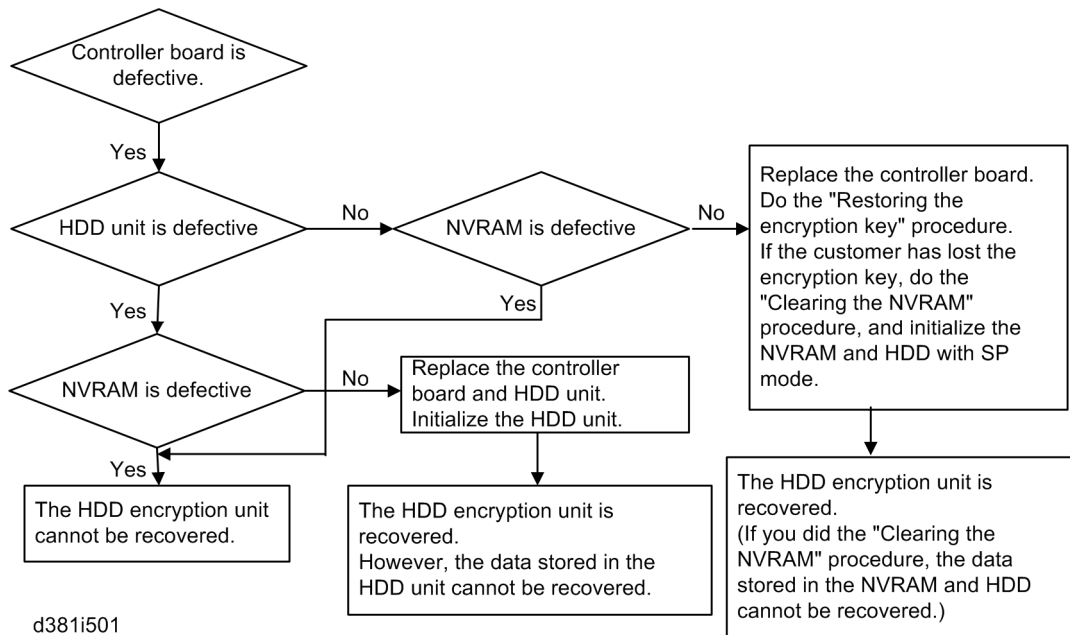 Controller board is
defective.
Yes
HDD unit is defective
No
NVRAM is defective
No
Replace the controller board.
Do the "Restoring the
encryption key" procedure.
If the customer has lost the
encryption key, do the
"Clearing the NVRAM"
procedure, and initialize the
NVRAM and HDD with SP
mode.
Yes
Yes
NVRAM is defective
No
Replace the controller
board and HDD unit.
Initialize the HDD unit.
Yes
The HDD encryption unit
cannot be recovered.
The HDD encryption unit is
recovered.
However, the data stored in the
HDD unit cannot be recovered.
The HDD encryption unit is
recovered.
(If you did the "Clearing the
NVRAM" procedure, the data
stored in the NVRAM and HDD
cannot be recovered.)
d381i501